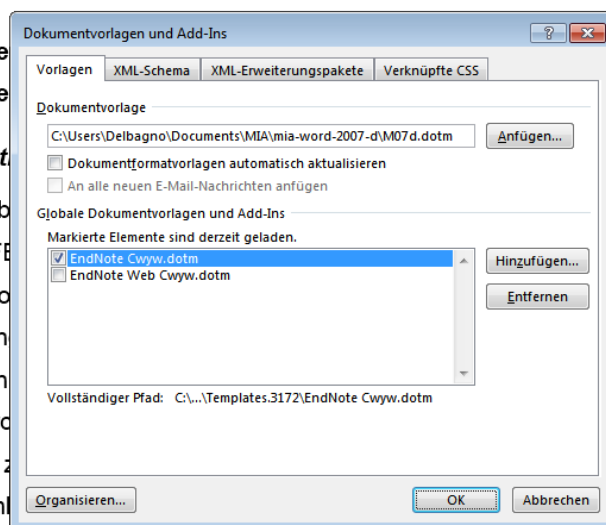 Dokumentvorlagen und Add-Ins
Vorlagen XML-Schema XML-Erweiterungspakete Verknüpfte CSS
Dokumentvorlage
C:\Users\Delbagno\Documents\MIA\mia-word-2007-d\M07d.dotm Anfügen...
Dokumentformatvorlagen automatisch aktualisieren
An alle neuen E-Mail-Nachrichten anfügen
Globale Dokumentvorlagen und Add-Ins
Markierte Elemente sind derzeit geladen.
EndNote Cwyw.dotm Hinzufügen...
EndNote Web Cwyw.dotm
Entfernen
Vollständiger Pfad: C:\...\Templates.3172\EndNote Cwyw.dotm
Organisieren... OK Abbrechen